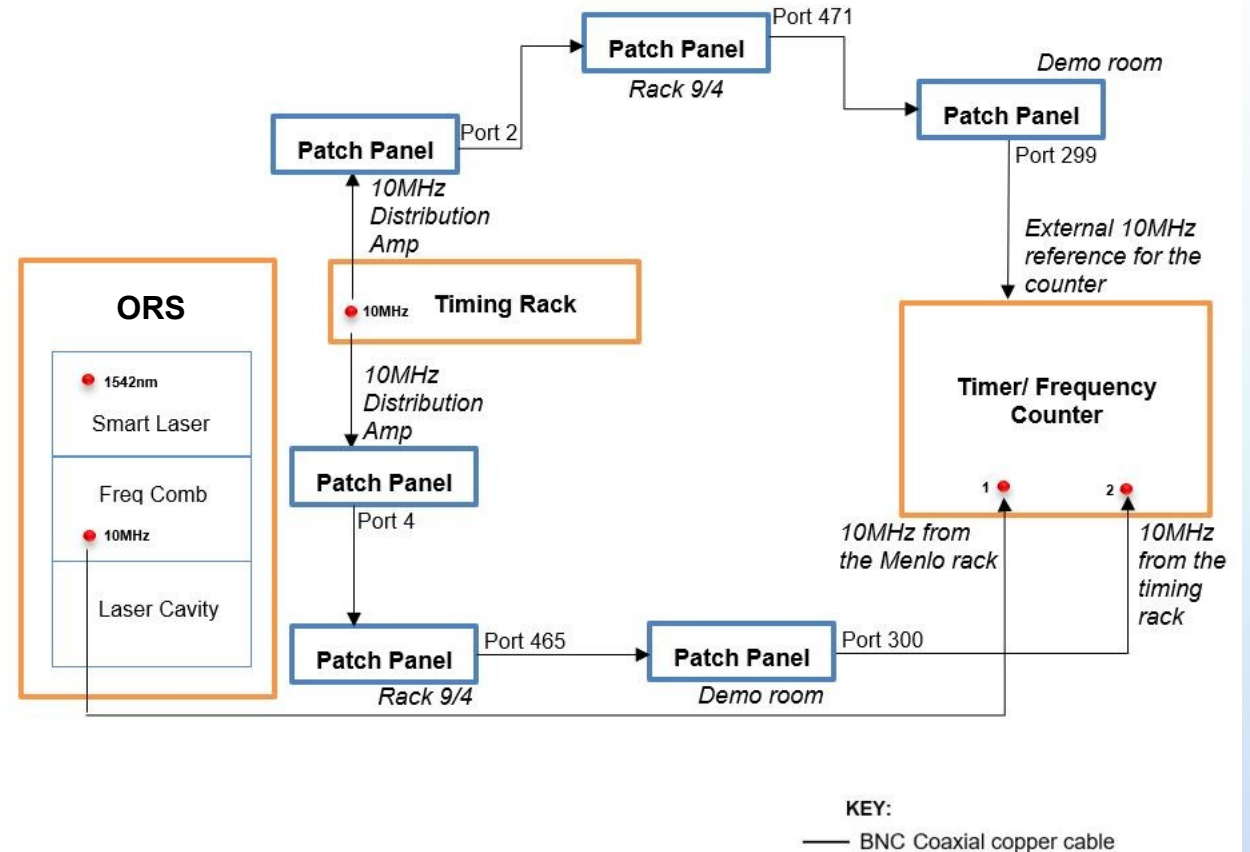 Port 471
Patch Panel
Rack 9/4
Demo room
Patch Panel
Port 299
Port 2
Patch Panel
10MHz
Distribution
Amp
External 10MHz
reference for the
counter
ORS
10MHz
Timing Rack
1542nm
Smart Laser
10MHz
Distribution
Amp
Timer/ Frequency
Counter
Freq Comb
10MHz
Patch Panel
Port 4
1
2
10MHz from
the Menlo rack
10MHz
from the
timing
rack
Laser Cavity
Patch Panel
Port 465
Rack 9/4
Patch Panel
Port 300
Demo room
KEY:
BNC Coaxial copper cable